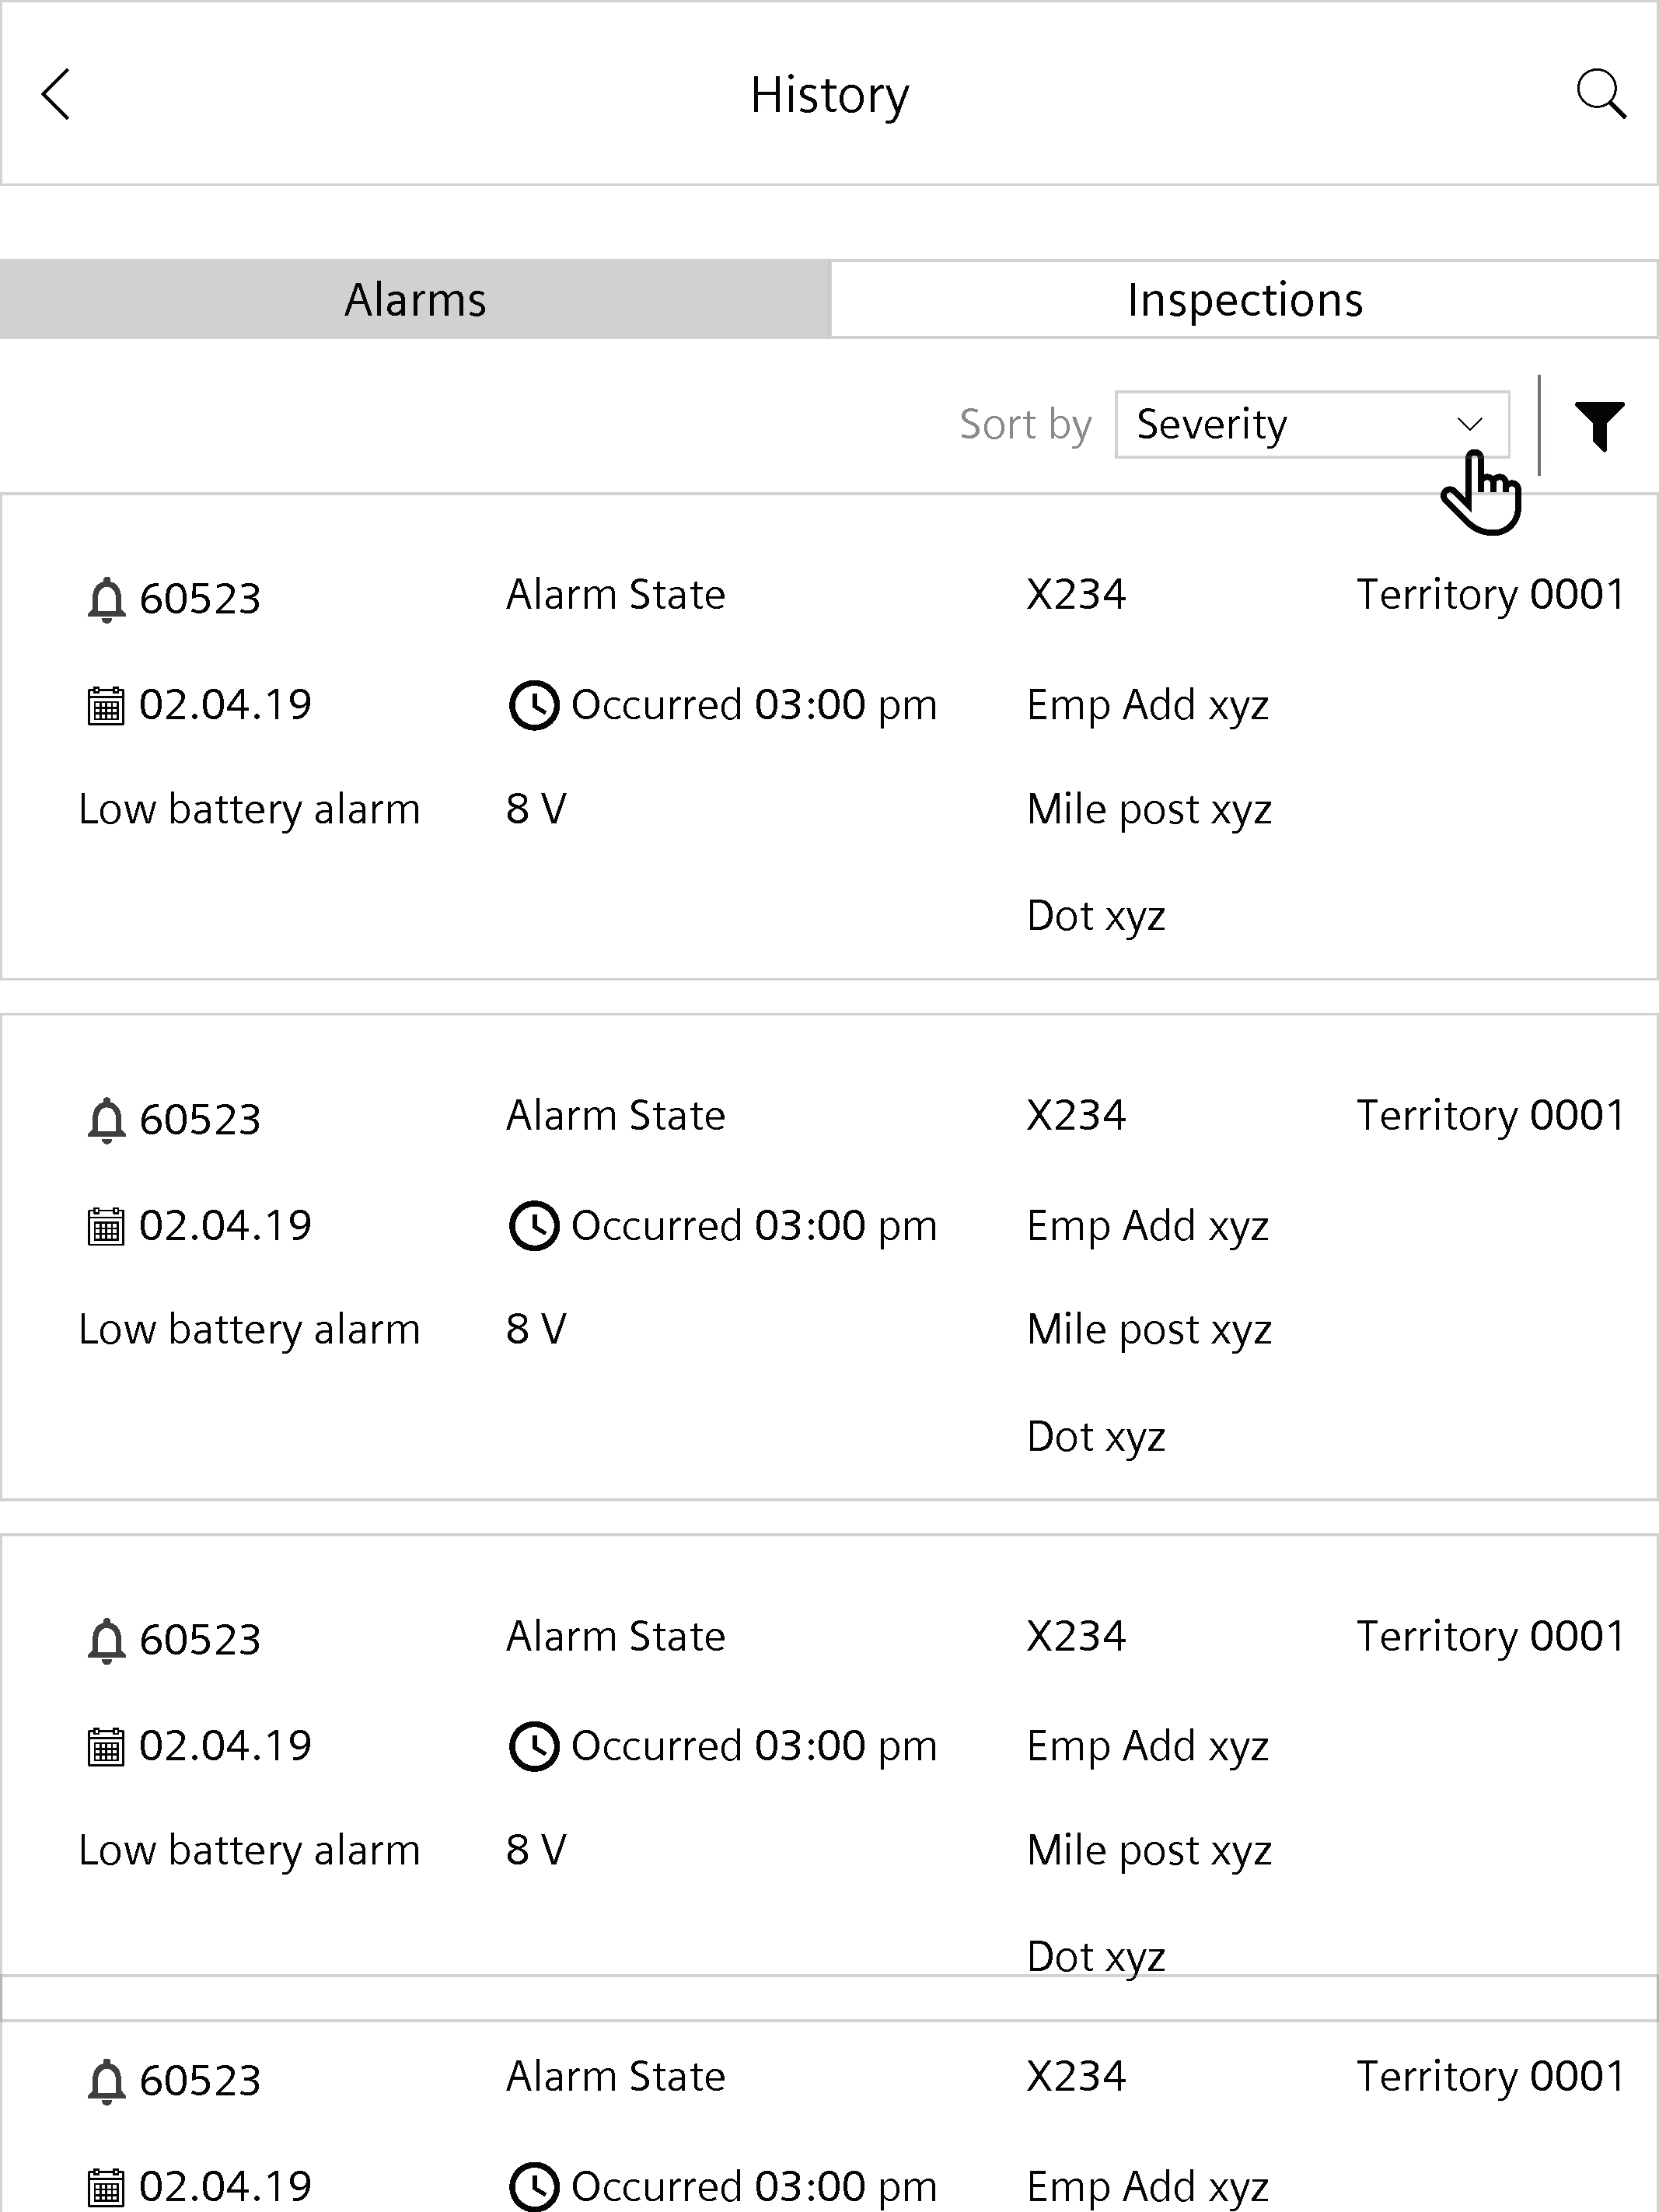 History
Alarms Inspections
Sort by Severity
60523 Alarm State X234 Territory 0001
02.04.19 Occurred 03:00 pm Emp Add xyz
Low battery alarm 8 V Mile post xyz
Dot xyz
60523 Alarm State X234 Territory 0001
02.04.19 Occurred 03:00 pm Emp Add xyz
Low battery alarm 8 V Mile post xyz
Dot xyz
60523 Alarm State X234 Territory 0001
02.04.19 Occurred 03:00 pm Emp Add xyz
Low battery alarm 8 V Mile post xyz
Dot xyz
60523 Alarm State X234 Territory 0001
02.04.19 Occurred 03:00 pm Emp Add xyz